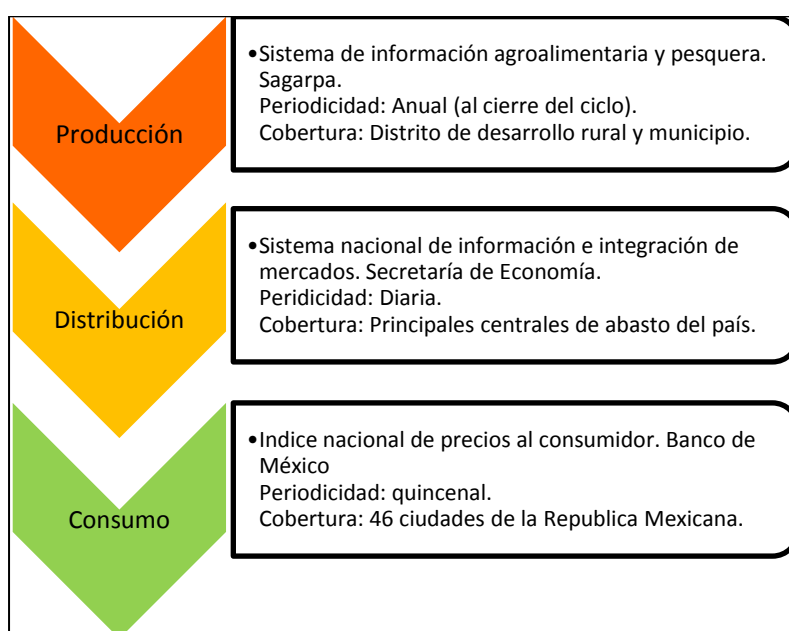 Producción
•Sistema de información agroalimentaria y pesquera.
Sagarpa.
Periodicidad: Anual (al cierre del ciclo).
Cobertura: Distrito de desarrollo rural y municipio.
Distribución
•Sistema nacional de información e integración de
mercados. Secretaría de Economía.
Peridicidad: Diaria.
Cobertura: Principales centrales de abasto del país.
Consumo
•Indice nacional de precios al consumidor. Banco de
México
Periodicidad: quincenal.
Cobertura: 46 ciudades de la Republica Mexicana.